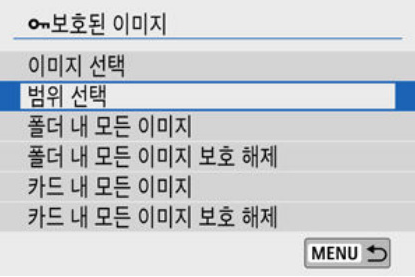 보호된 이미지
이미지 선택
범위 선택
폴더 내 모든 이미지
폴더 내 모든 이미지 보호 해제
카드 내 모든 이미지
카드 내 모든 이미지 보호 해제
MENU